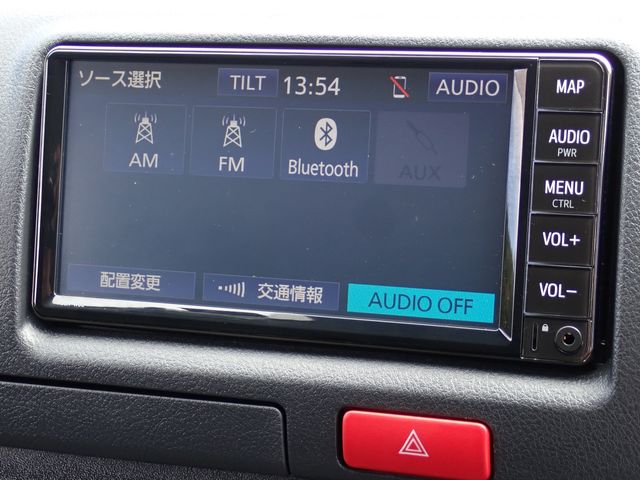 ソース選択 TILT 13:54 AUDIO
AM FM Bluetooth AUX
配置変更 交通情報 AUDIO OFF
MAP
AUDIO
PWR
MENU
CTRL
VOL+
VOL−